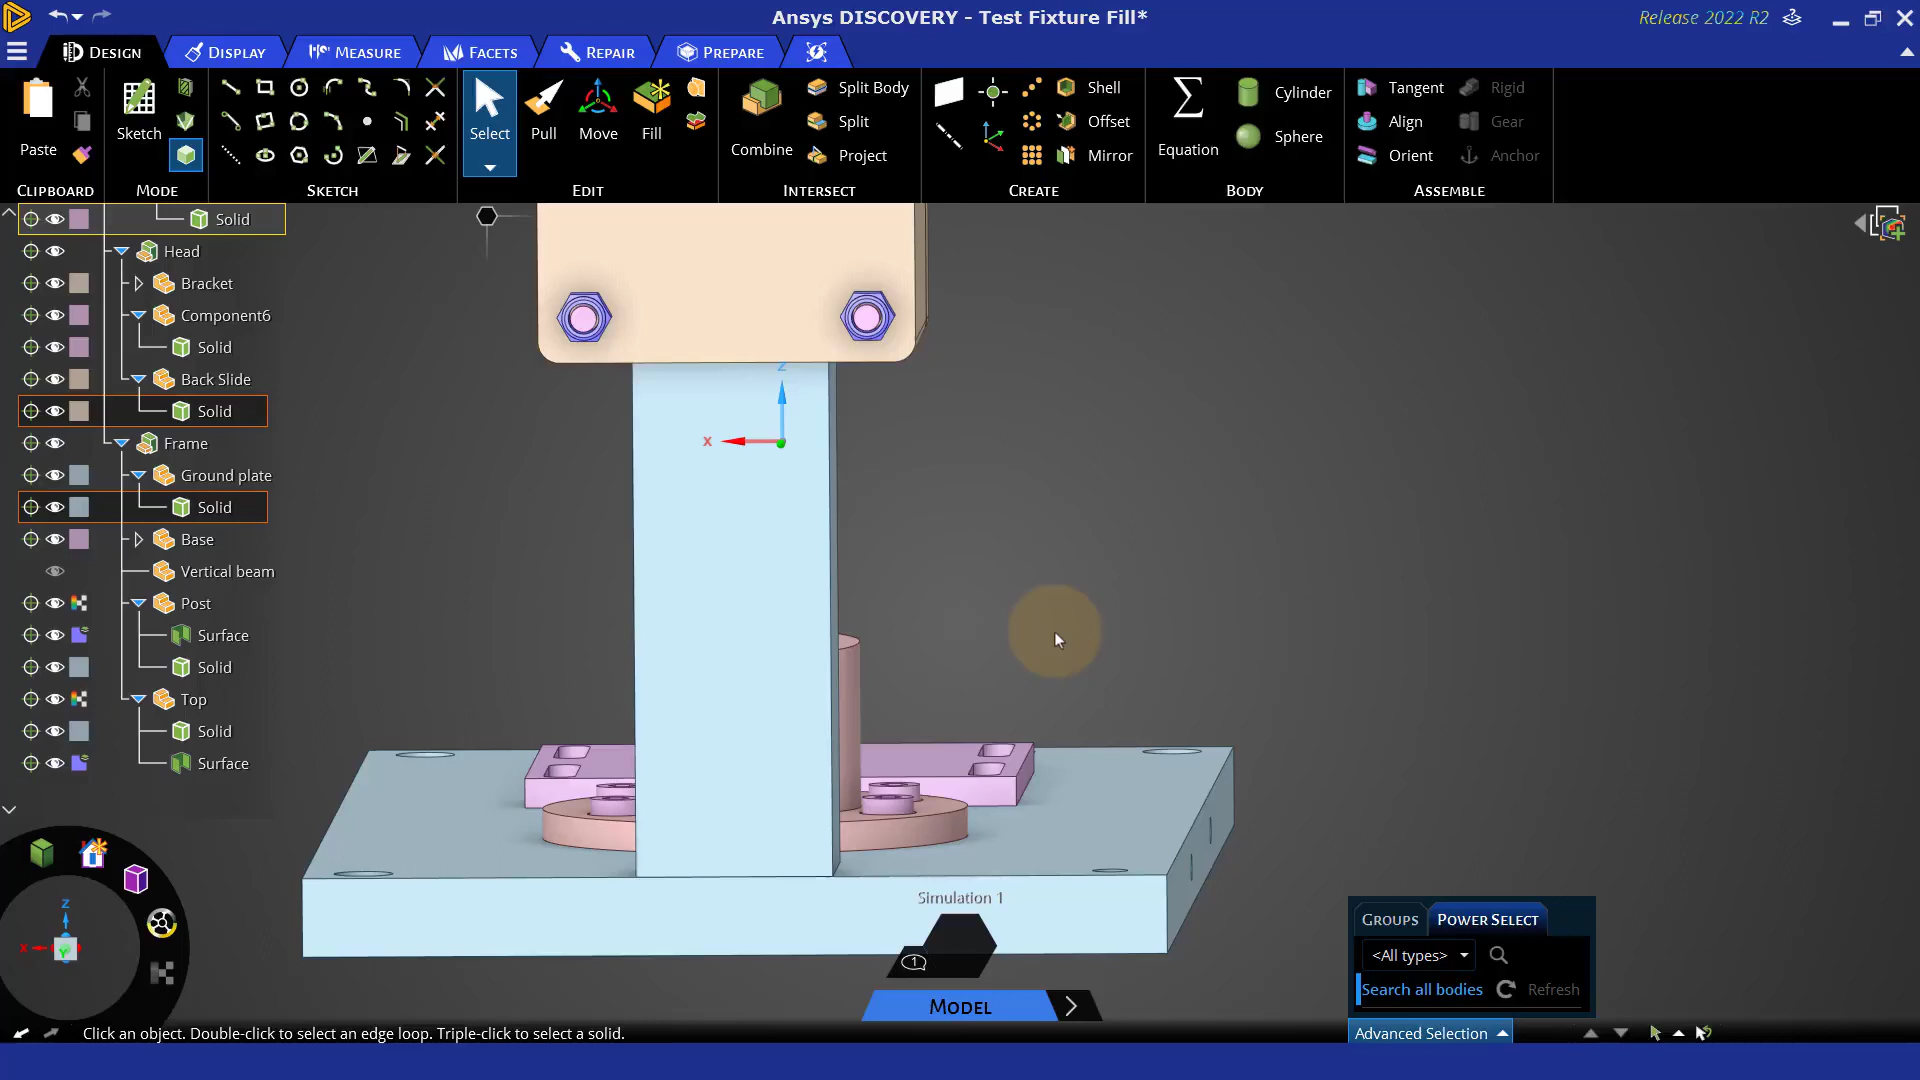 Ansys DISCOVERY - Test Fixture Fill*
Release 2022 R2
DESIGN
DISPLAY
MEASURE
FACETS
REPAIR
PREPARE
Paste
Sketch
Select
Pull
Move
Fill
Combine
Split Body
Split
Project
Shell
Offset
Mirror
Equation
Cylinder
Sphere
Tangent
Align
Orient
Rigid
Gear
Anchor
CLIPBOARD
MODE
SKETCH
EDIT
INTERSECT
CREATE
BODY
ASSEMBLE
Solid
Head
Bracket
Component6
Solid
Back Slide
Solid
Frame
Ground plate
Solid
Base
Vertical beam
Post
Surface
Solid
Top
Solid
Surface
Z
X
Z
X
Y
Simulation 1
1
MODEL
GROUPS
POWER SELECT
<All types>
Search all bodies
Refresh
Advanced Selection
Click an object. Double-click to select an edge loop. Triple-click to select a solid.